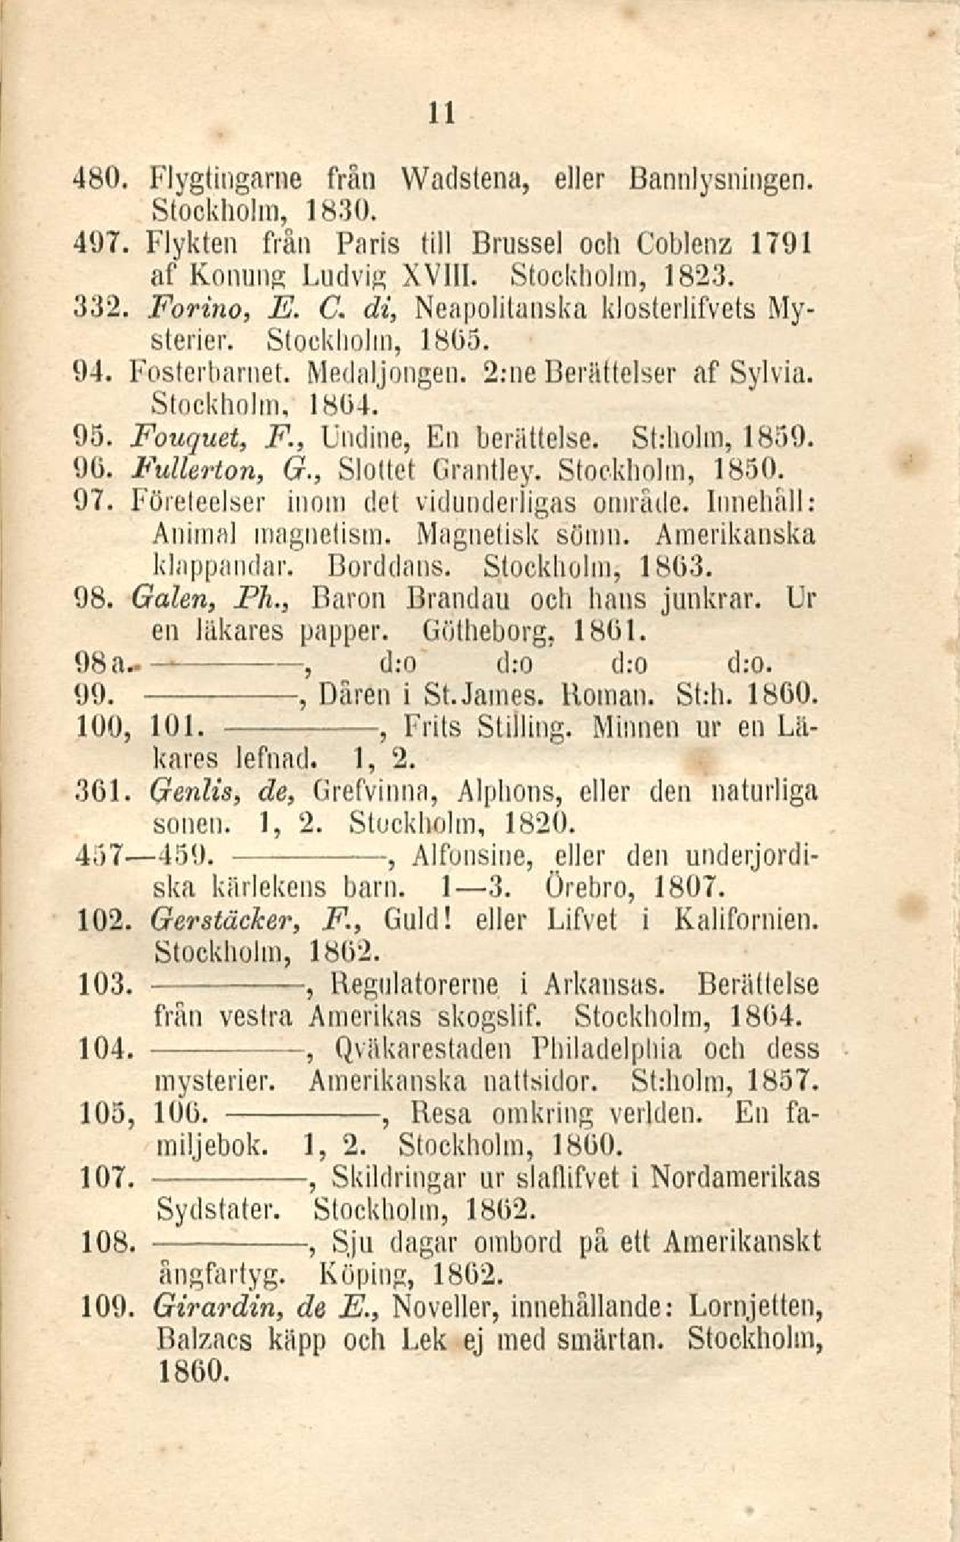 11
480. Flygtingarne från Wadstena, eller Bannlysningen.
Stockholm, 1830.
497. Flykten från Paris till Brussel och Coblenz 1791
af Konung Ludvig XVIII. Stockholm, 1823.
332. Forino, E. C. di, Neapolitanska klosterlifvets My-
sterier. Stockholm, 1865.
94. Fosterbarnet. Medaljongen. 2:ne Berättelser af Sylvia.
Stockholm, 1864.
95. Fouquet, F., Undine, En berättelse. St:holm, 1859.
96. Fullerton, G., Slottet Grantley. Stockholm, 1850.
97. Företeelser inom det vidunderligas område. Innehåll:
Animal magnetism. Magnetisk sömn. Amerikanska
klappandar. Borddans. Stockholm, 1863.
98. Galen, Ph., Baron Brandau och hans junkrar. Ur
en läkares papper. Götheborg, 1861.
98 a. ————, d:o d:o d:o d:o.
99. ————, Dåren i St. James. Roman. St:h. 1860.
100, 101. ————, Frits Stilling. Minnen ur en Lä-
kares lefnad. 1, 2.
361. Genlis, de, Grefvinna, Alphons, eller den naturliga
sonen. 1, 2. Stockholm, 1820.
457—459. ————, Alfonsine, eller den underjordi-
ska kärlekens barn. 1—3. Örebro, 1807.
102. Gerstäcker, F., Guld! eller Lifvet i Kalifornien.
Stockholm, 1862.
103. ————, Regulatorerne i Arkansas. Berättelse
från vestra Amerikas skogslif. Stockholm, 1864.
104. ————, Qväkarestaden Philadelphia och dess
mysterier. Amerikanska nattsidor. St:holm, 1857.
105, 106. ————, Resa omkring verlden. En fa-
miljebok. 1, 2. Stockholm, 1860.
107. ————, Skildringar ur slaflifvet i Nordamerikas
Sydstater. Stockholm, 1862.
108. ————, Sju dagar ombord på ett Amerikanskt
ångfartyg. Köping, 1862.
109. Girardin, de E., Noveller, innehållande: Lornjetten,
Balzacs käpp och Lek ej med smärtan. Stockholm,
1860.